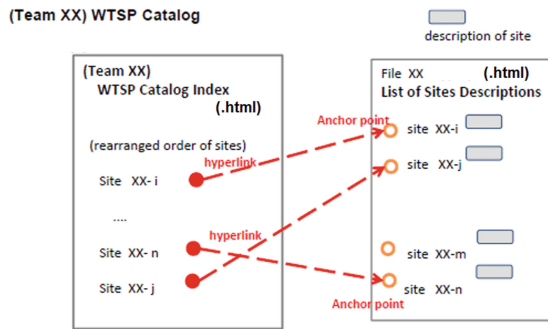 (Team XX) WTSP Catalog
description of site
(Team XX)
WTSP Catalog Index
(.html)
(rearranged order of sites)
hyperlink
Site XX- i
....
hyperlink
Site XX- n
Site XX- j
File XX (.html)
List of Sites Descriptions
Anchor point
site XX-i
site XX-j
site XX-m
site XX-n
Anchor point